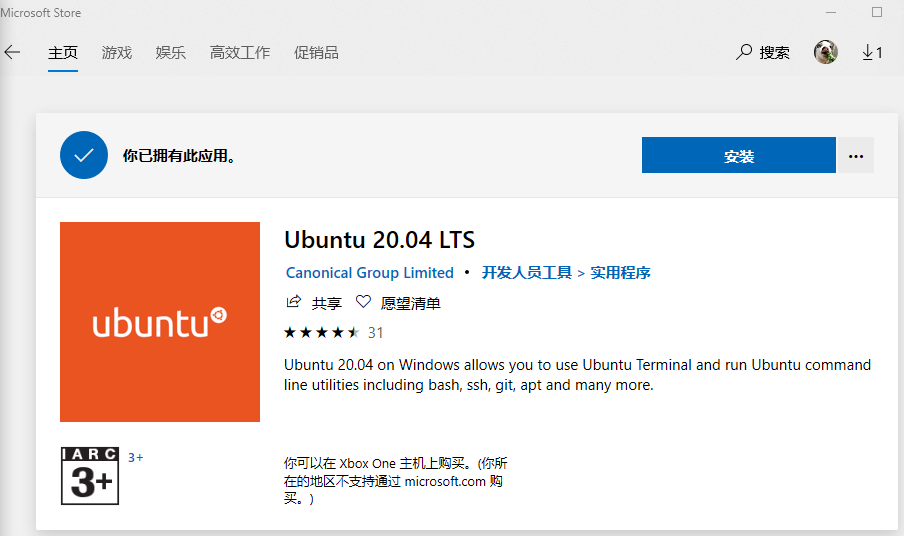 Microsoft Store
主页 游戏 娱乐 高效工作 促销品 搜索 1
你已拥有此应用。 安装
ubuntu
Ubuntu 20.04 LTS
Canonical Group Limited • 开发人员工具 > 实用程序
共享 愿望清单
31
Ubuntu 20.04 on Windows allows you to use Ubuntu Terminal and run Ubuntu command
line utilities including bash, ssh, git, apt and many more.
IARC
3+
3+
你可以在 Xbox One 主机上购买。(你所
在的地区不支持通过 microsoft.com 购
买。)